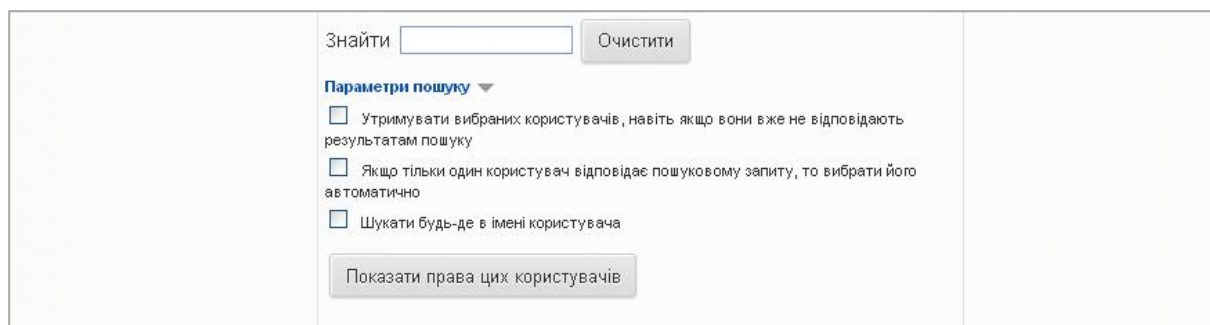 Знайти Очистити
Параметри пошуку
Утримувати вибраних користувачів, навіть якщо вони вже не відповідають
результатам пошуку
Якщо тільки один користувач відповідає пошуковому запиту, то вибрати його
автоматично
Шукати будь-де в імені користувача
Показати права цих користувачів